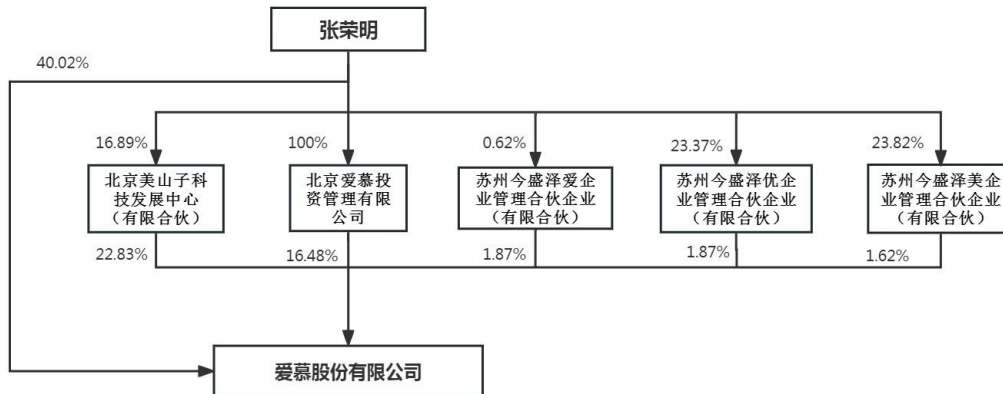 张荣明
40.02%
16.89%
100%
0.62%
23.37%
23.82%
北京美山子科
技发展中心
（有限合伙）
北京爱慕投
资管理有限
公司
苏州今盛泽爱企
业管理合伙企业
（有限合伙）
苏州今盛泽优企
业管理合伙企业
（有限合伙）
苏州今盛泽美企
业管理合伙企业
（有限合伙）
22.83%
16.48%
1.87%
1.87%
1.62%
爱慕股份有限公司